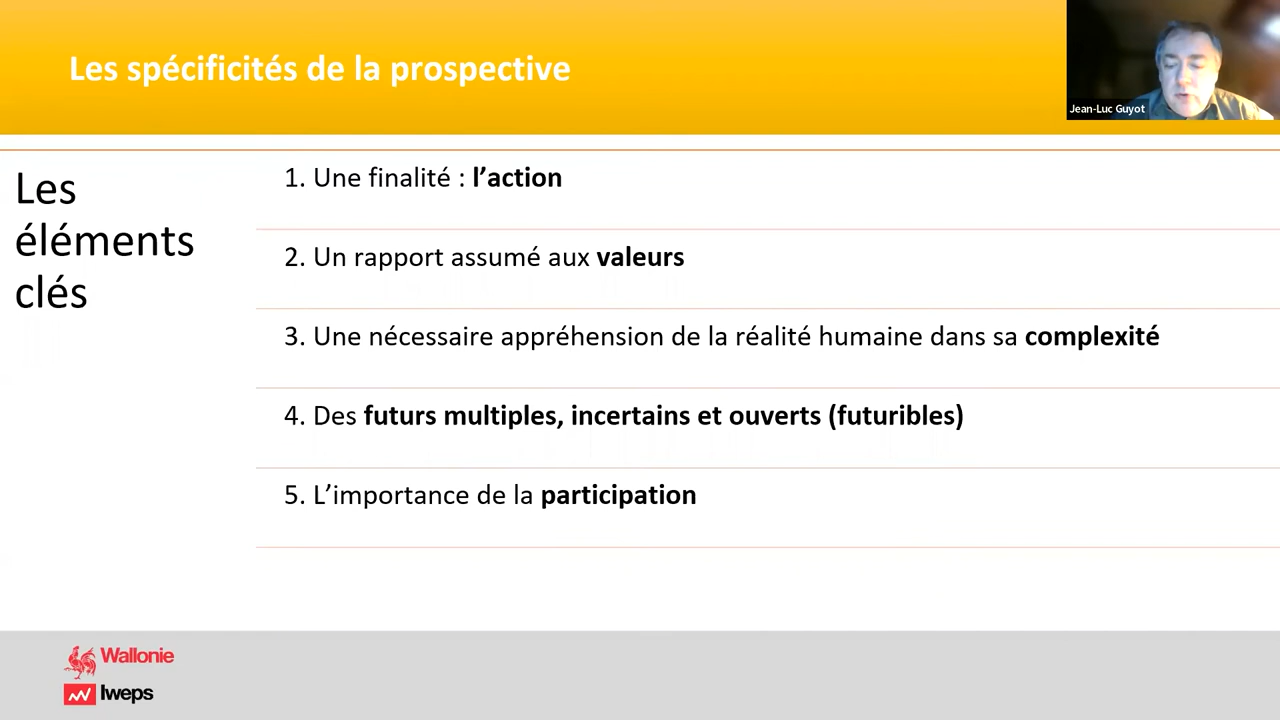 Les spécificités de la prospective
Jean-Luc Guyot
Les
éléments
clés
1. Une finalité : l’action
2. Un rapport assumé aux valeurs
3. Une nécessaire appréhension de la réalité humaine dans sa complexité
4. Des futurs multiples, incertains et ouverts (futuribles)
5. L’importance de la participation
Wallonie
Iweps